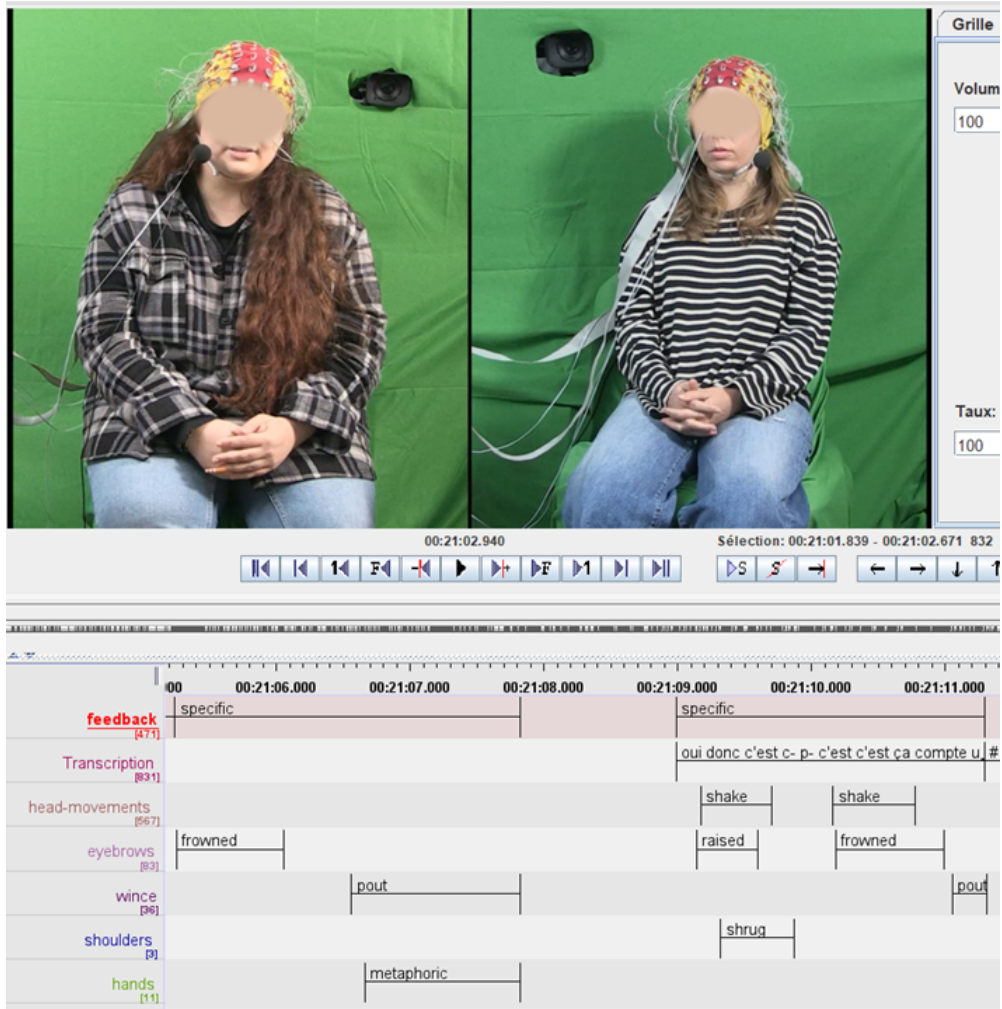 Grille
Volum
100
Taux:
100
00:21:02.940
Sélection: 00:21:01.839 - 00:21:02.671 832
1 F F 1 S S
:00 00:21:06.000 00:21:07.000 00:21:08.000 00:21:09.000 00:21:10.000 00:21:11.000
feedback
[471]
specific specific
Transcription
[831]
oui donc c'est c- p- c'est c'est ça compte u #
head-movements
[567]
shake shake
eyebrows
[83]
frowned raised frowned
wince
[36]
pout pout
shoulders
[3]
shrug
hands
[11]
metaphoric